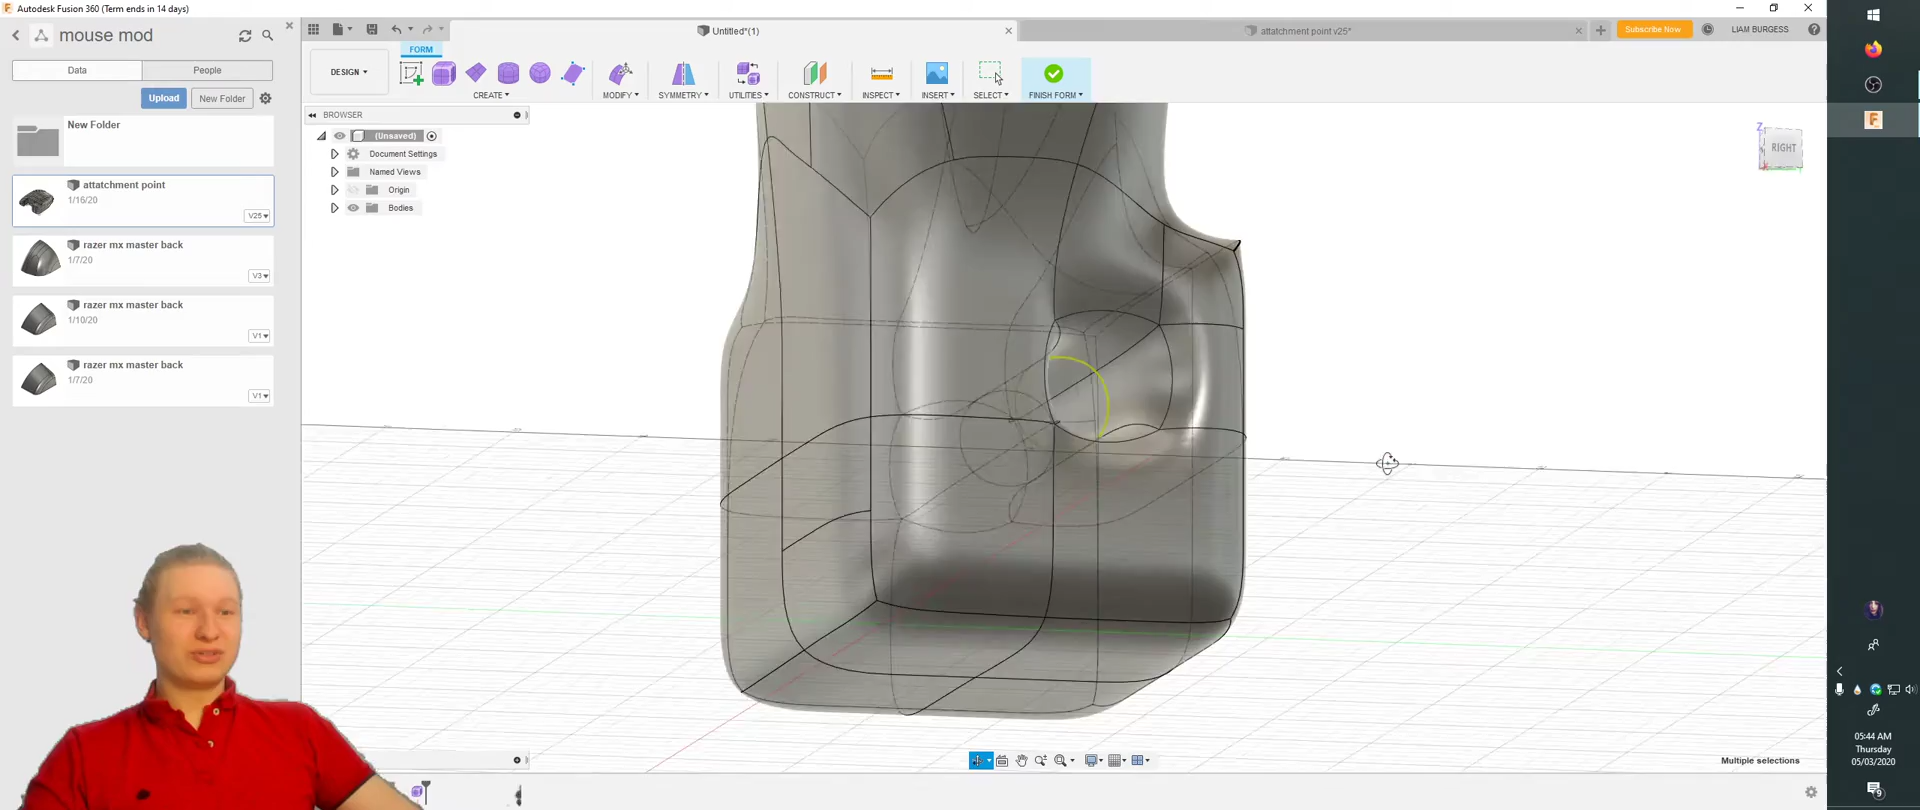 Autodesk Fusion 360 (Term ends in 14 days)
mouse mod
Untitled*(1)
attatchment point v25*
Subscribe Now
LIAM BURGESS
Data
People
Upload
New Folder
DESIGN
FORM
CREATE
MODIFY
SYMMETRY
UTILITIES
CONSTRUCT
INSPECT
INSERT
SELECT
FINISH FORM
BROWSER
(Unsaved)
Document Settings
Named Views
Origin
Bodies
New Folder
attatchment point
1/16/20
V25
razer mx master back
1/7/20
V3
razer mx master back
1/10/20
V1
razer mx master back
1/7/20
V1
Z
RIGHT
Multiple selections
05:44 AM
Thursday
05/03/2020
9